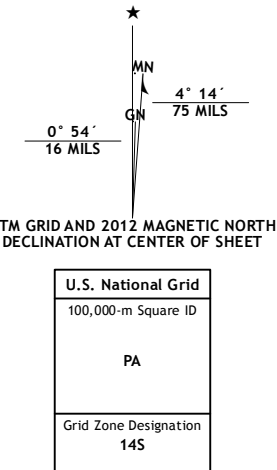 ★
MN
4° 14´
75 MILS
GN
0° 54´
16 MILS
TM GRID AND 2012 MAGNETIC NORTH
DECLINATION AT CENTER OF SHEET
U.S. National Grid
100,000-m Square ID
PA
Grid Zone Designation
14S